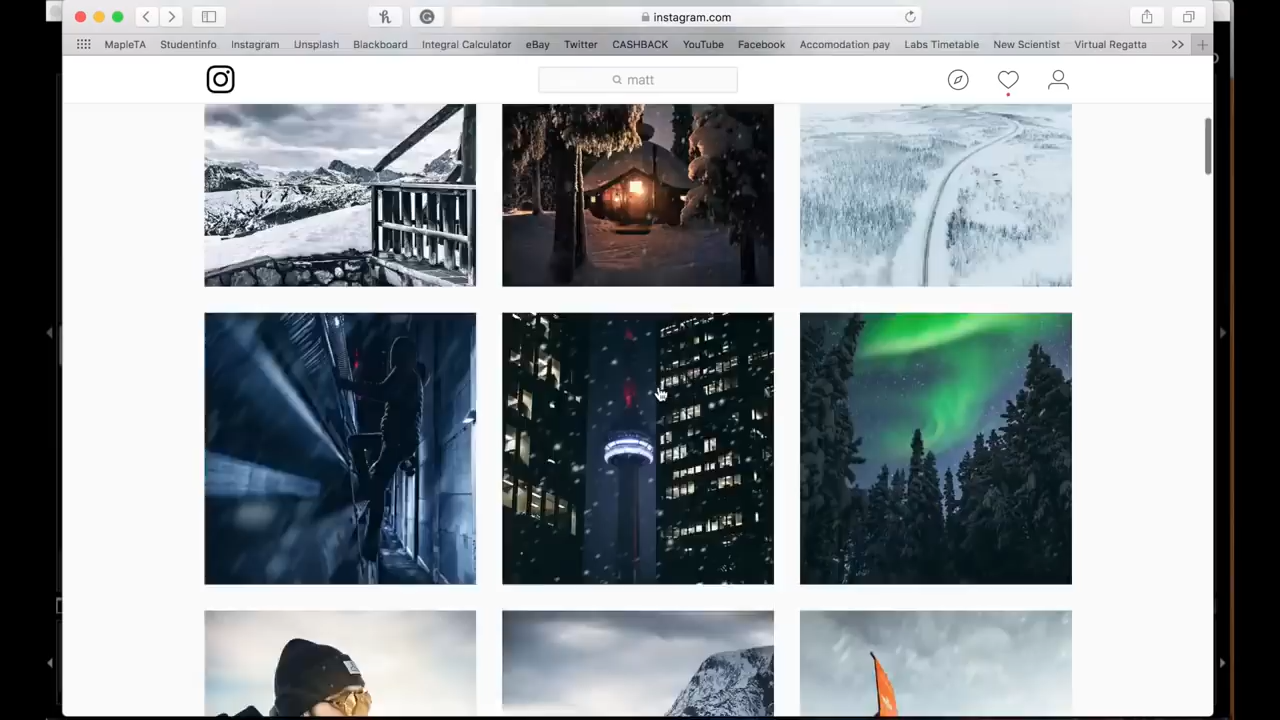 instagram.com
MapleTA Studentinfo Instagram Unsplash Blackboard Integral Calculator eBay Twitter CASHBACK YouTube Facebook Accomodation pay Labs Timetable New Scientist Virtual Regatta
matt